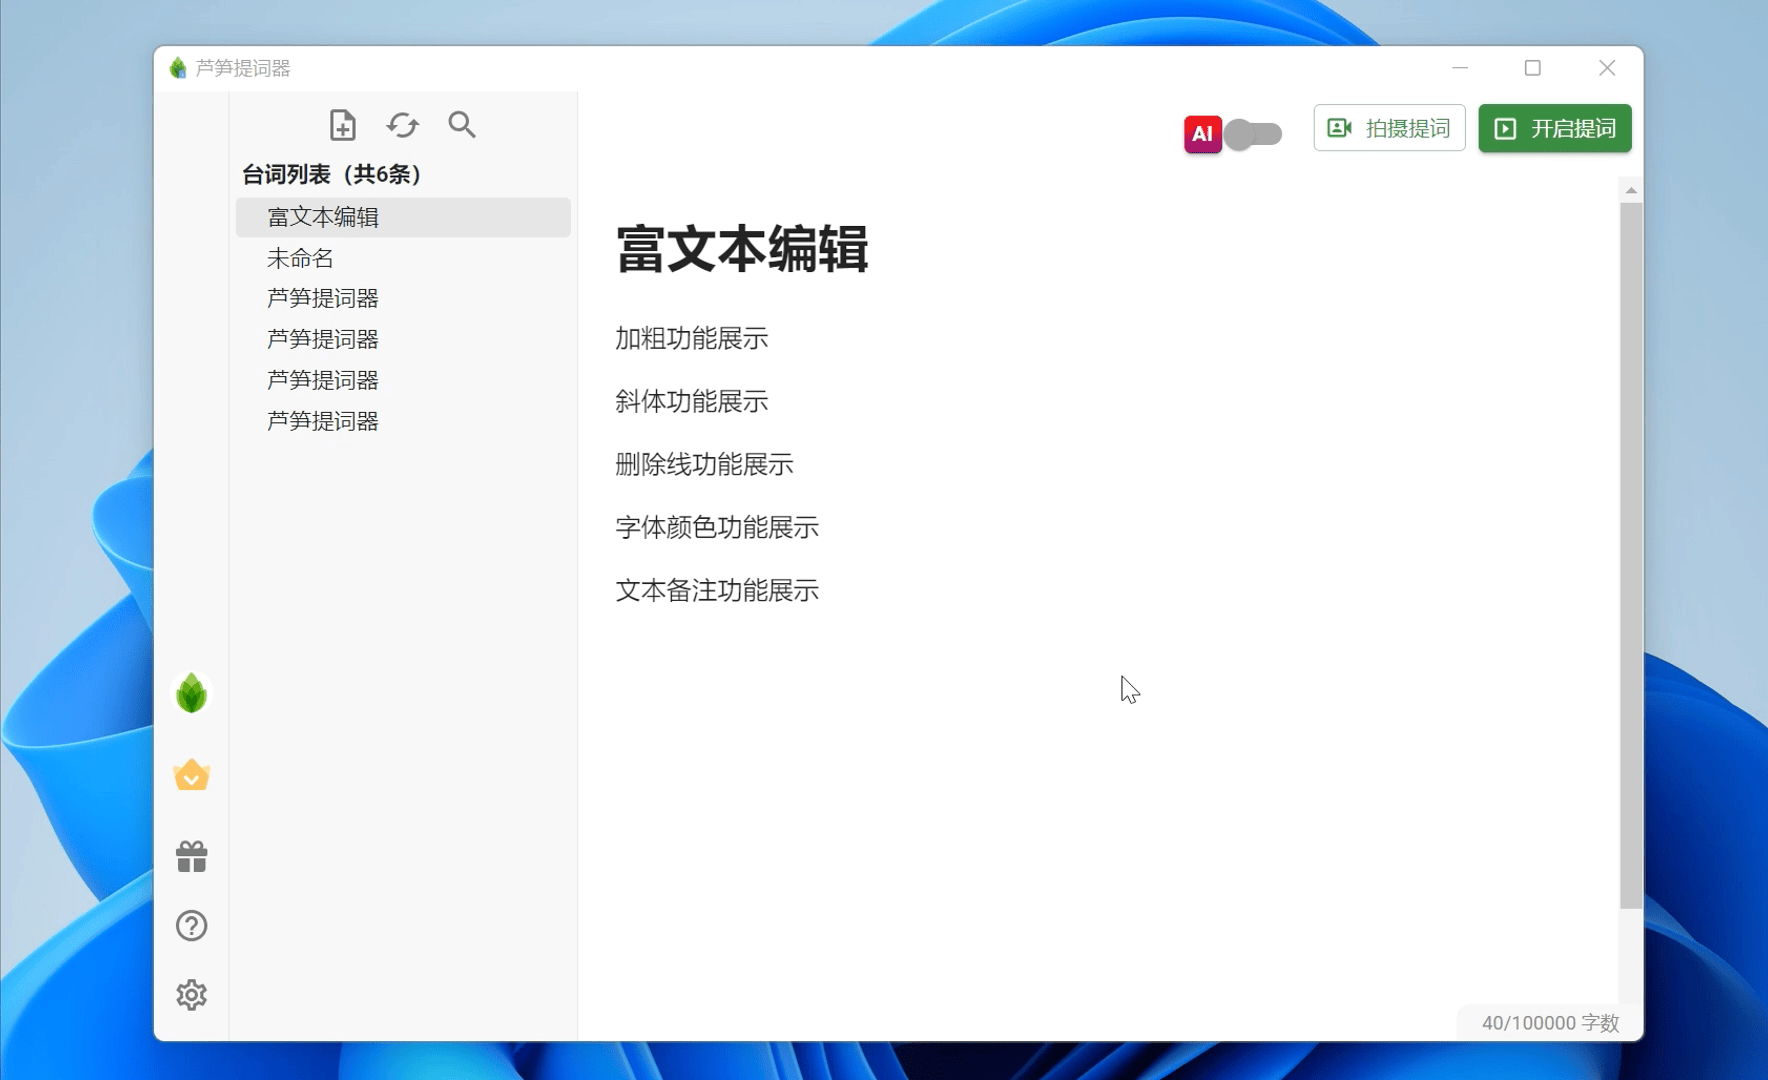 芦笋提词器
AI
拍摄提词
开启提词
台词列表（共6条）
富文本编辑
未命名
芦笋提词器
芦笋提词器
芦笋提词器
芦笋提词器
富文本编辑
加粗功能展示
斜体功能展示
删除线功能展示
字体颜色功能展示
文本备注功能展示
40/100000 字数